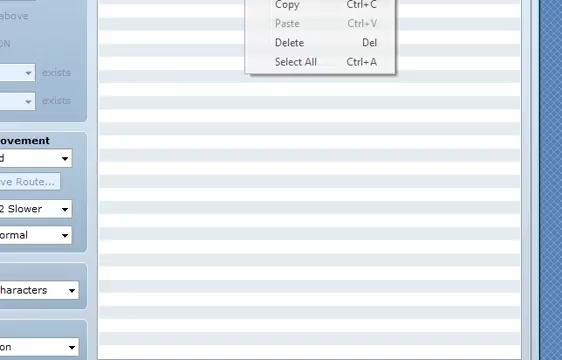 above
Copy Ctrl+C
Paste Ctrl+V
ON
Delete Del
Select All Ctrl+A
exists
exists
ovement
d
ve Route...
2 Slower
ormal
haracters
on